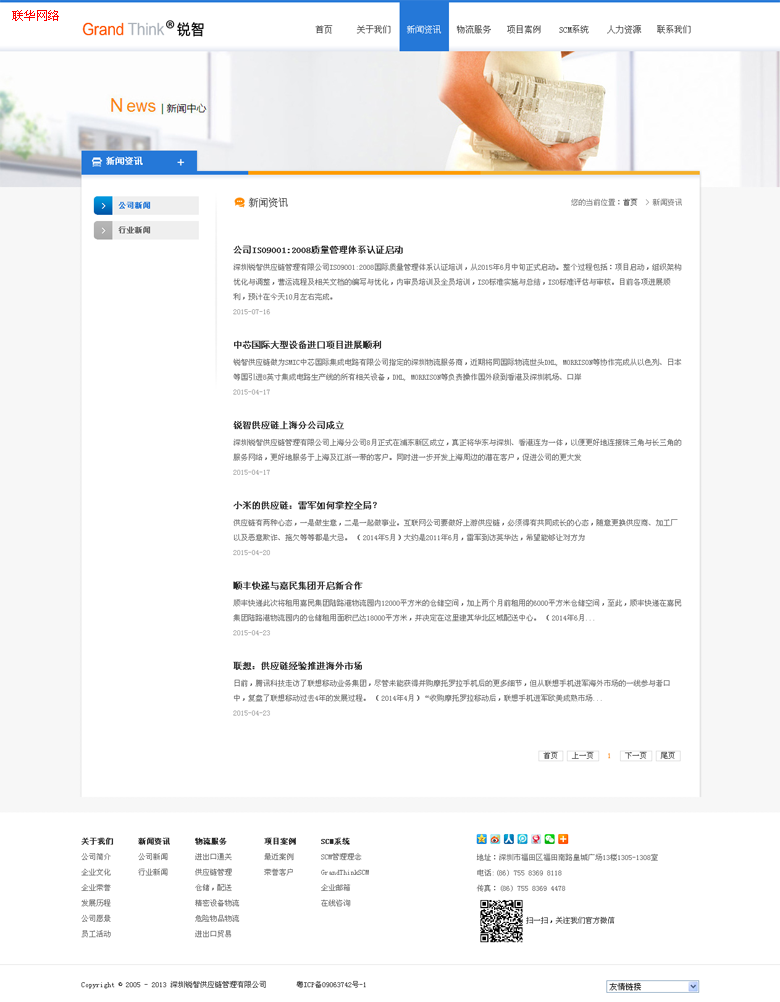 联华网络
Grand Think®锐智
首页 关于我们 新闻资讯 物流服务 项目案例 SCM系统 人力资源 联系我们
News | 新闻中心
新闻资讯 +
公司新闻
行业新闻
新闻资讯
您的当前位置：首页 > 新闻资讯
公司ISO9001:2008质量管理体系认证启动
深圳锐智供应链管理有限公司ISO9001:2008国际质量管理体系认证培训，从2015年6月中旬正式启动。整个过程包括：项目启动，组织架构
优化与调整，营运流程及相关文档的编写与优化，内审员培训及全员培训，ISO标准实施与总结，ISO标准评估与审核。目前各项进展顺
利，预计在今天10月左右完成。
2015-07-16
中芯国际大型设备进口项目进展顺利
锐智供应链做为SMIC中芯国际集成电路有限公司指定的深圳物流服务商，近期将同国际物流世头DHL、MORRISON等协作完成从以色列、日本
等国引进8英寸集成电路生产线的所有相关设备，DHL、MORRISON等负责操作国外段到香港及深圳机场、口岸
2015-04-17
锐智供应链上海分公司成立
深圳锐智供应链管理有限公司上海分公司8月正式在浦东新区成立，真正将华东与深圳、香港连为一体，以便更好地连接珠三角与长三角的
服务网络，更好地服务于上海及江浙一带的客户。同时进一步开发上海周边的潜在客户，促进公司的更大发
2015-04-17
小米的供应链：雷军如何掌控全局？
供应链有两种心态，一是做生意，二是一起做事业。互联网公司要做好上游供应链，必须得有共同成长的心态，随意更换供应商、加工厂
以及恶意欺诈、拖欠等等都是大忌。（2014年5月）大约是2011年6月，雷军到访英华达，希望能够让对方为
2015-04-20
顺丰快递与嘉民集团开启新合作
顺丰快递此次将租用嘉民集团陆路港物流园内12000平方米的仓储空间，加上两个月前租用的6000平方米仓储空间，至此，顺丰快递在嘉民
集团陆路港物流园内的仓储租用面积已达18000平方米，并决定在这里建其华北区域配送中心。（2014年6月...
2015-04-23
联想：供应链经验推进海外市场
日前，腾讯科技走访了联想移动业务集团，尽管未能获得并购摩托罗拉手机后的更多细节，但从联想手机进军海外市场的一线参与者口
中，复盘了联想移动过去4年的发展过程。（2014年4月）“收购摩托罗拉移动后，联想手机进军欧美成熟市场...
2015-04-23
首页 上一页 1 下一页 尾页
关于我们 新闻资讯 物流服务 项目案例 SCM系统
公司简介 公司新闻 进出口通关 最近案例 SCM管理理念
企业文化 行业新闻 供应链管理 荣誉客户 GrandThinkSCM
企业荣誉 仓储，配送 企业邮箱
发展历程 精密设备物流 在线咨询
公司愿景 危险物品物流
员工活动 进出口贸易
地址：深圳市福田区福田南路皇城广场13楼1305-1308室
电话：(86) 755 8369 8118
传真：(86) 755 8369 4478
扫一扫，关注我们官方微信
Copyright © 2005 - 2013 深圳锐智供应链管理有限公司 粤ICP备09063742号-1
友情链接